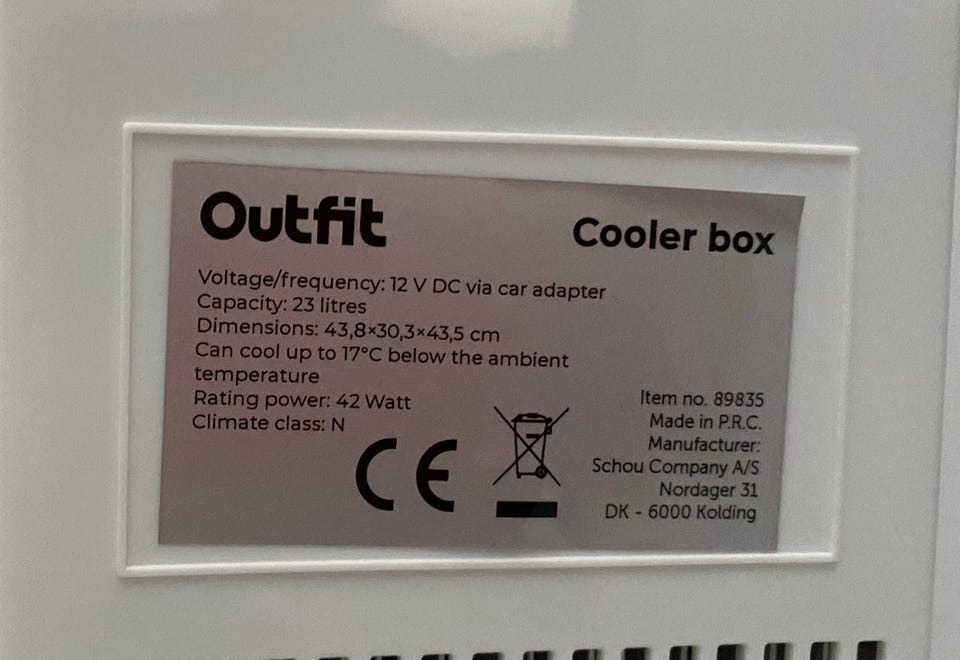 Outfit
Cooler box
Voltage/frequency: 12 V DC via car adapter
Capacity: 23 litres
Dimensions: 43,8×30,3×43,5 cm
Can cool up to 17°C below the ambient
temperature
Rating power: 42 Watt
Climate class: N
CE
Item no. 89835
Made in P.R.C.
Manufacturer:
Schou Company A/S
Nordager 31
DK - 6000 Kolding